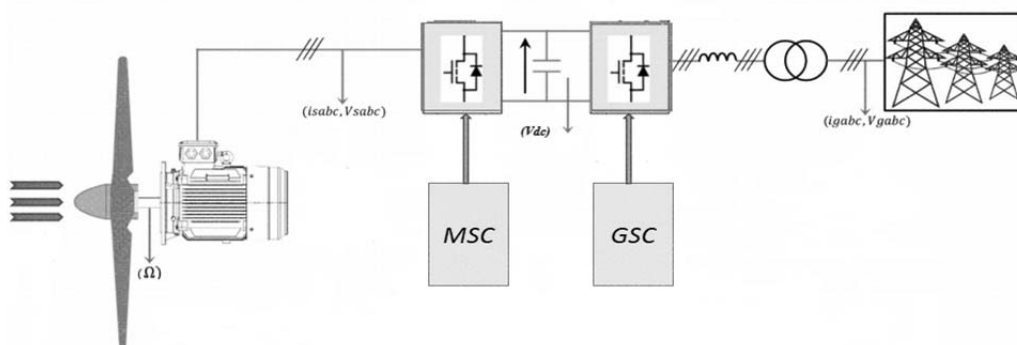 (isabc,Vsabc)
(Vdc)
(igabc,Vgabc)
MSC
GSC
(Ω)